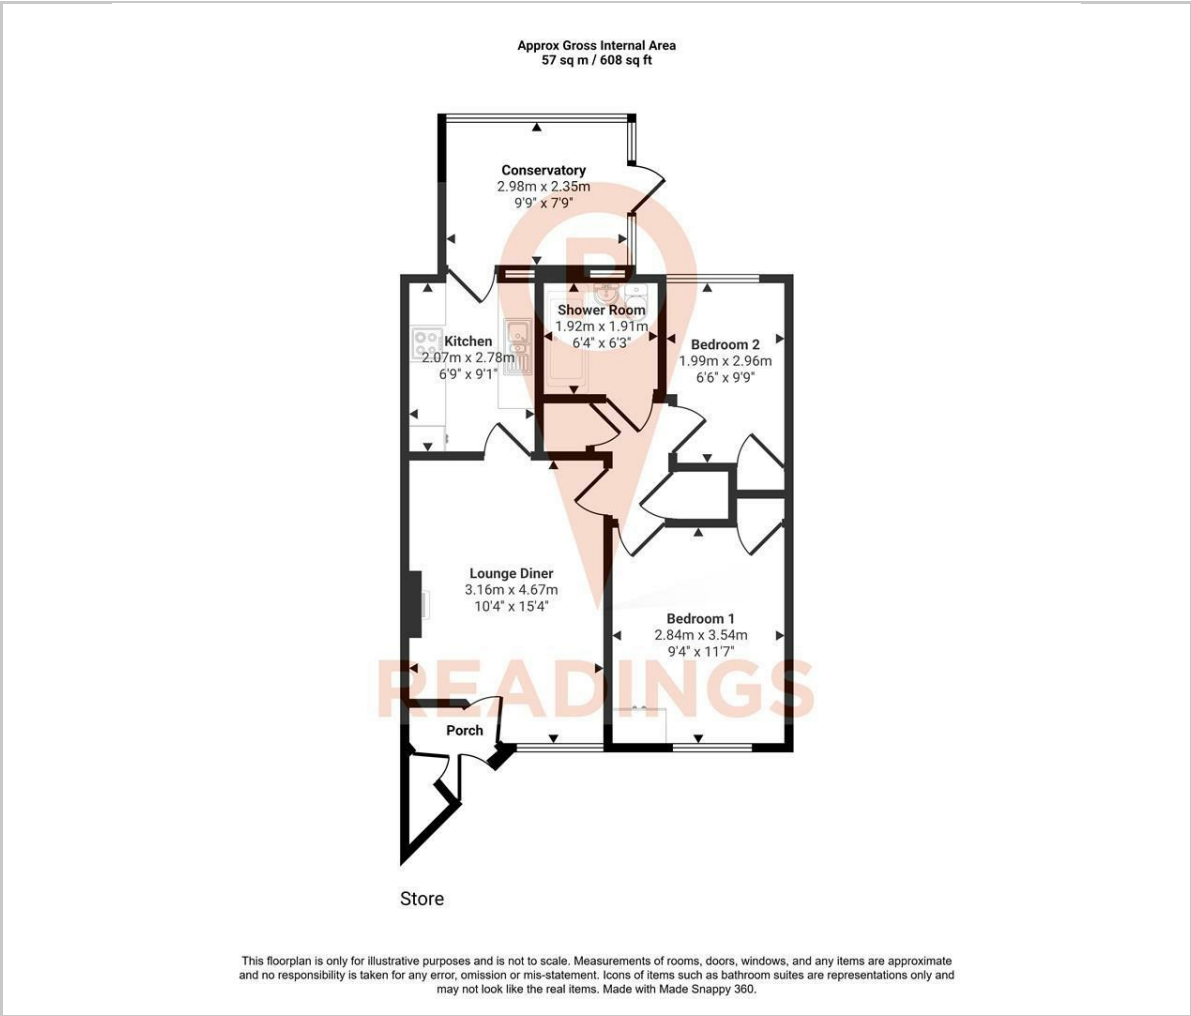 Approx Gross Internal Area
57 sq m / 608 sq ft
Conservatory
2.98m x 2.35m
9'9" x 7'9"
R
Shower Room
1.92m x 1.91m
6'4" x 6'3"
Kitchen
2.07m x 2.78m
6'9" x 9'1"
Bedroom 2
1.99m x 2.96m
6'6" x 9'9"
Lounge Diner
3.16m x 4.67m
10'4" x 15'4"
Bedroom 1
2.84m x 3.54m
9'4" x 11'7"
READINGS
Porch
Store
This floorplan is only for illustrative purposes and is not to scale. Measurements of rooms, doors, windows, and any items are approximate
and no responsibility is taken for any error, omission or mis-statement. Icons of items such as bathroom suites are representations only and
may not look like the real items. Made with Made Snappy 360.